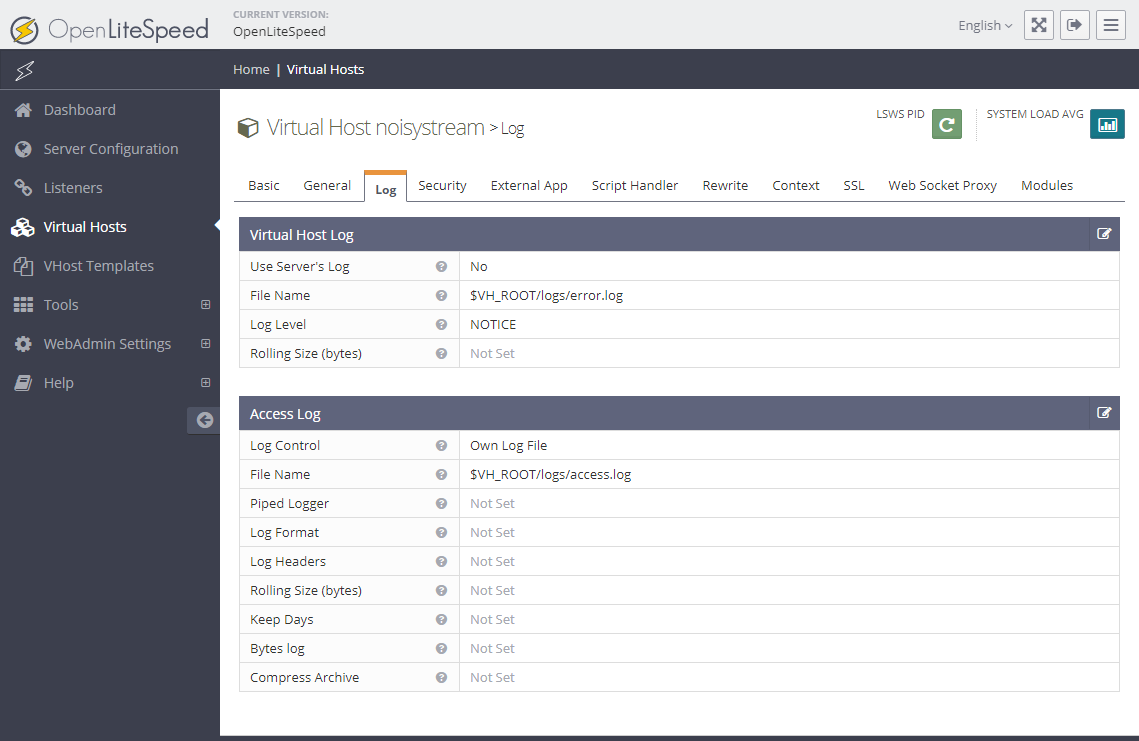 OpenLiteSpeed
CURRENT VERSION:
OpenLiteSpeed
English
Home | Virtual Hosts
Dashboard
Server Configuration
Listeners
Virtual Hosts
VHost Templates
Tools
WebAdmin Settings
Help
Virtual Host noisystream > Log
LSWS PID
SYSTEM LOAD AVG
Basic General Log Security External App Script Handler Rewrite Context SSL Web Socket Proxy Modules
Virtual Host Log
Use Server's Log ? No
File Name ? $VH_ROOT/logs/error.log
Log Level ? NOTICE
Rolling Size (bytes) ? Not Set
Access Log
Log Control ? Own Log File
File Name ? $VH_ROOT/logs/access.log
Piped Logger ? Not Set
Log Format ? Not Set
Log Headers ? Not Set
Rolling Size (bytes) ? Not Set
Keep Days ? Not Set
Bytes log ? Not Set
Compress Archive ? Not Set